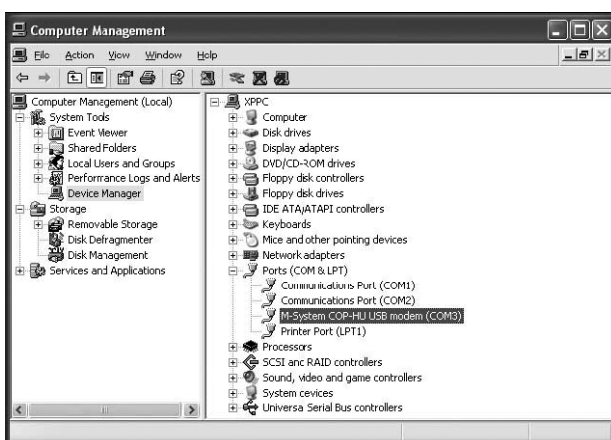 Computer Management
File Action View Window Help
Computer Management (Local)
System Tools
Event Viewer
Shared Folders
Local Users and Groups
Performance Logs and Alerts
Device Manager
Storage
Removable Storage
Disk Defragmenter
Disk Management
Services and Applications
XPPC
Computer
Disk drives
Display adapters
DVD/CD-ROM drives
Floppy disk controllers
Floppy disk drives
IDE ATA/ATAPI controllers
Keyboards
Mice and other pointing devices
Network adapters
Ports (COM & LPT)
Communications Port (COM1)
Communications Port (COM2)
M-System COP-HU USB modem (COM3)
Printer Port (LPT1)
Processors
SCSI anc RAID controllers
Sound, video and game controllers
System cevices
Universa Serial Bus controllers